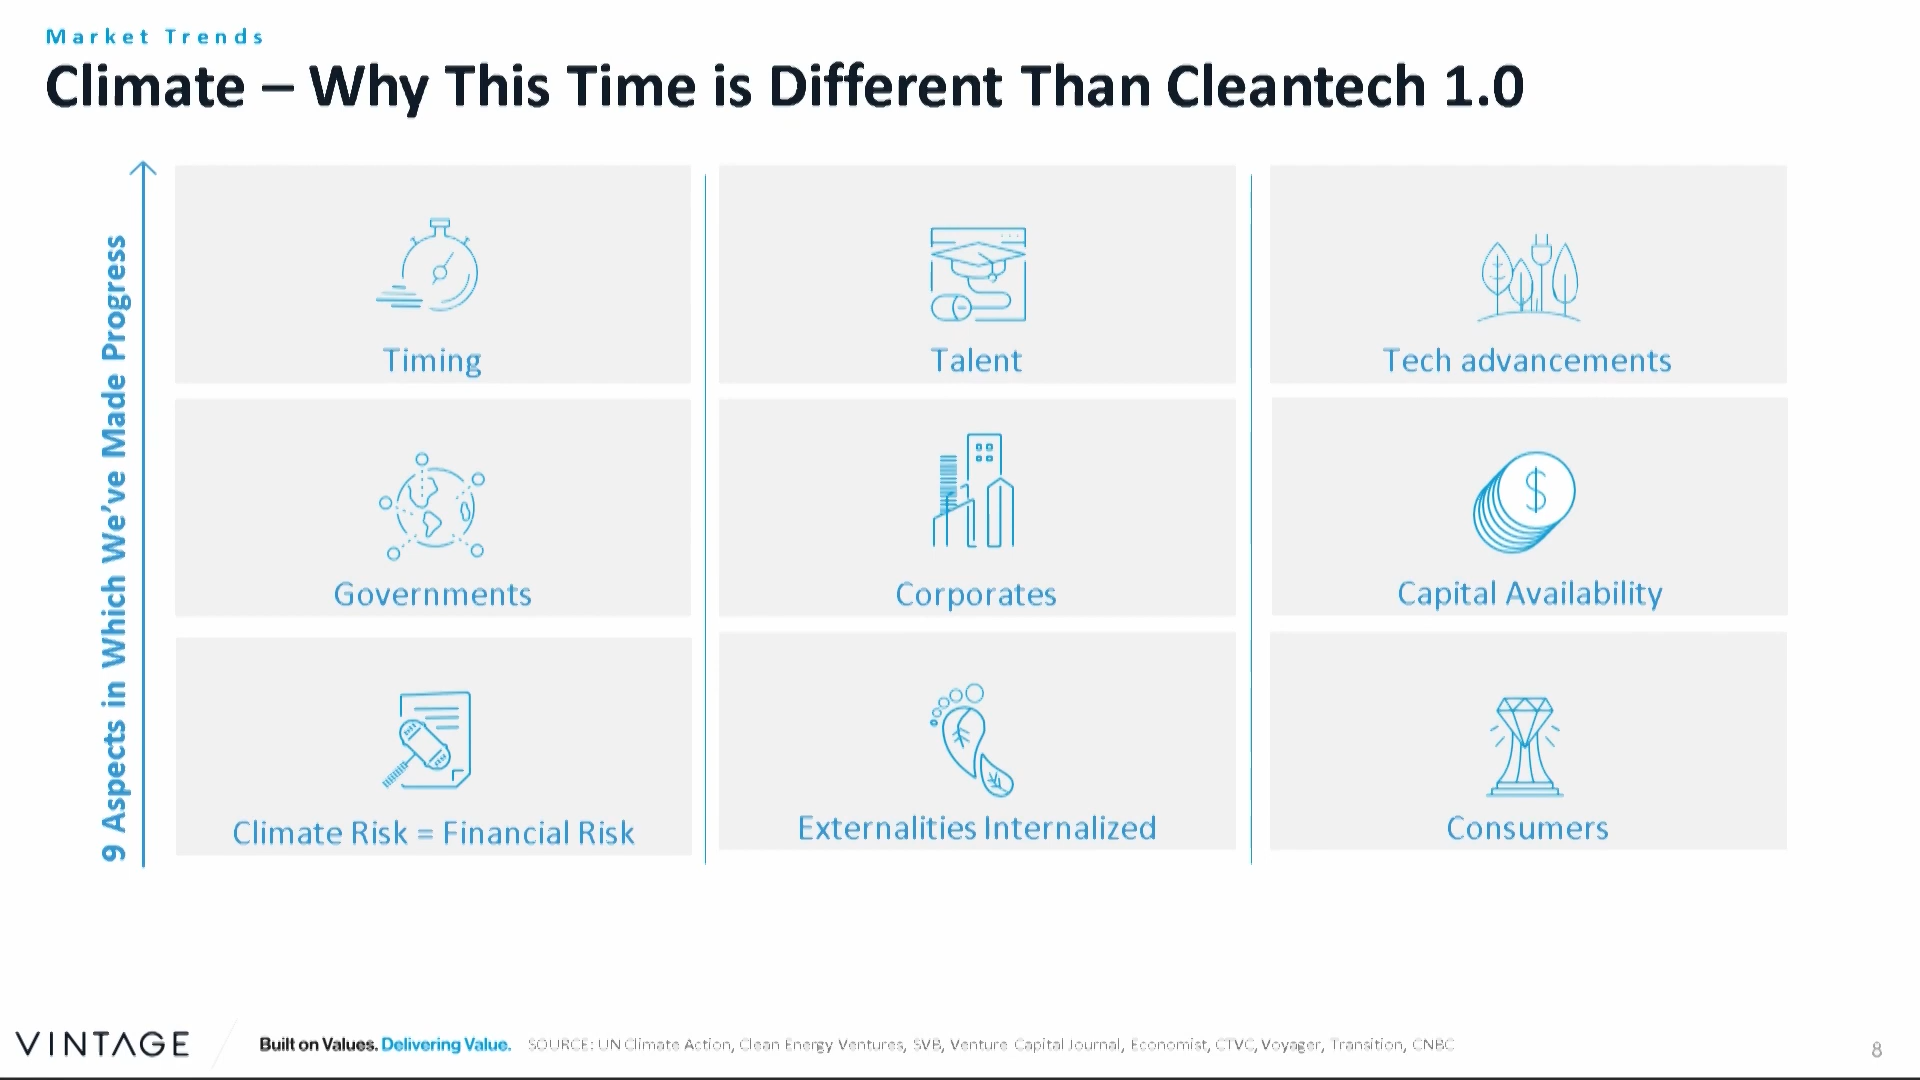 Market Trends
Climate – Why This Time is Different Than Cleantech 1.0
9 Aspects in Which We've Made Progress
Timing
Talent
Tech advancements
Governments
Corporates
Capital Availability
Climate Risk = Financial Risk
Externalities Internalized
Consumers
VINTAGE
Built on Values. Delivering Value.
SOURCE: UN Climate Action, Clean Energy Ventures, SVB, Venture Capital Journal, Economist, CTVC, Voyager, Transition, CNBC
8